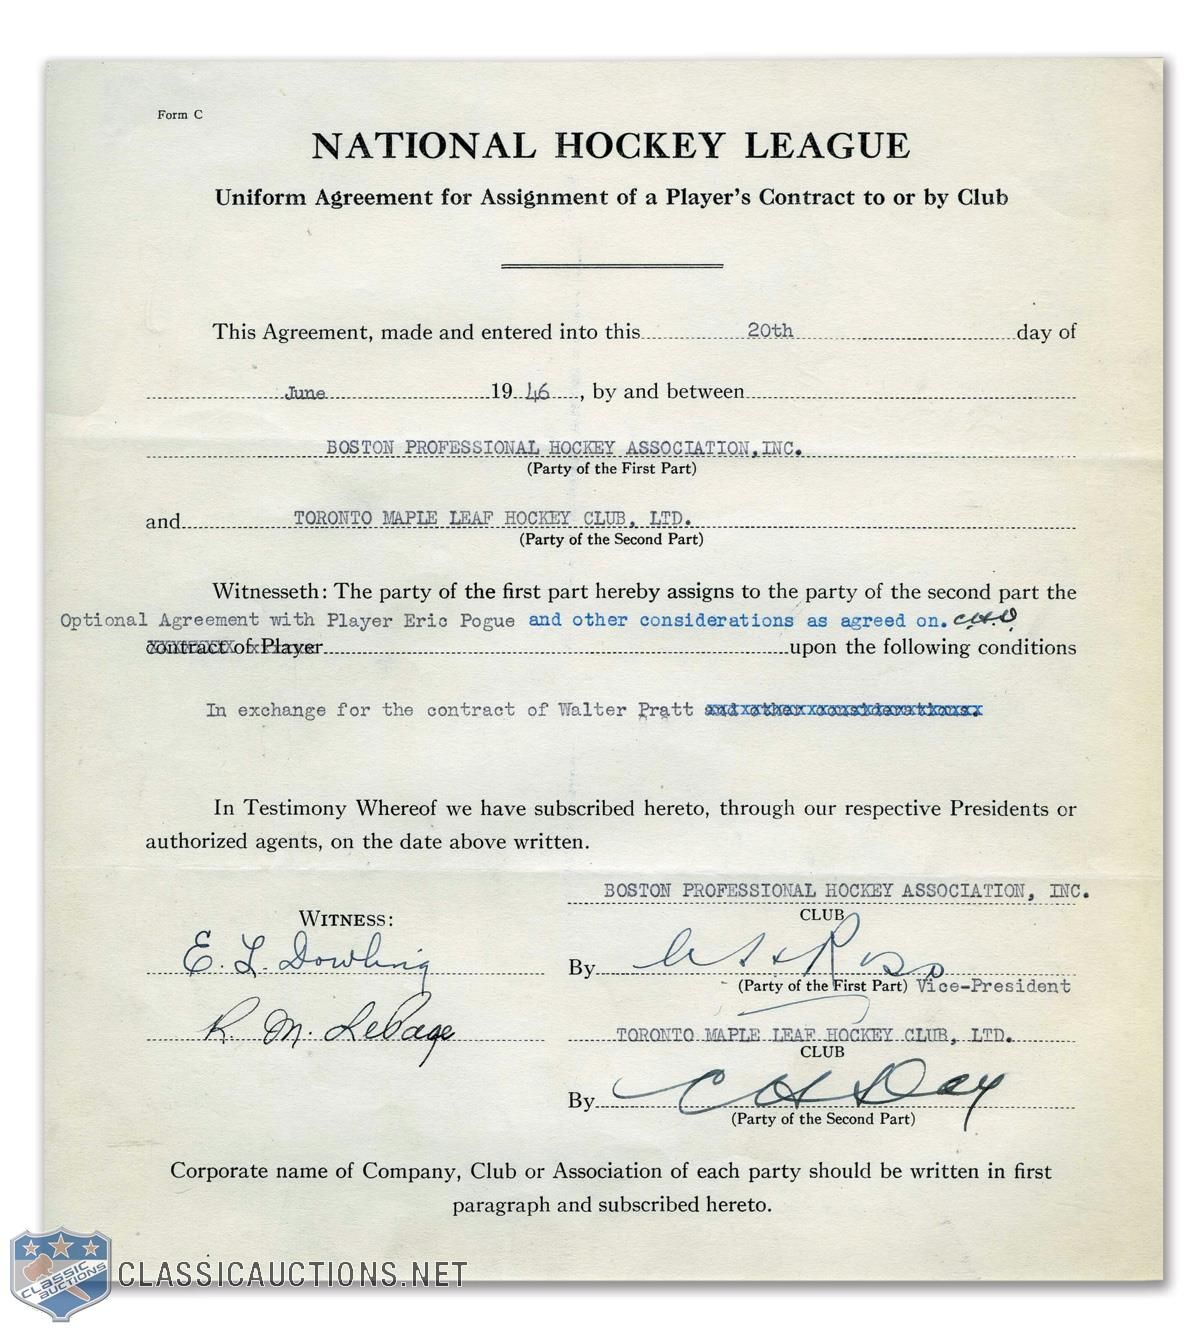 Form C
NATIONAL HOCKEY LEAGUE
Uniform Agreement for Assignment of a Player's Contract to or by Club
This Agreement, made and entered into this 20th day of
June 1946, by and between
BOSTON PROFESSIONAL HOCKEY ASSOCIATION,INC.
(Party of the First Part)
and TORONTO MAPLE LEAF HOCKEY CLUB, LTD.
(Party of the Second Part)
Witnesseth: The party of the first part hereby assigns to the party of the second part the
Optional Agreement with Player Eric Pogue and other considerations as agreed on. CHD
contract of Player upon the following conditions
In exchange for the contract of Walter Pratt and other considerations.
In Testimony Whereof we have subscribed hereto, through our respective Presidents or
authorized agents, on the date above written.
BOSTON PROFESSIONAL HOCKEY ASSOCIATION, INC.
WITNESS: CLUB
E. L. Dowling By A S Ross
(Party of the First Part) Vice-President
R. M. LePage TORONTO MAPLE LEAF HOCKEY CLUB, LTD.
CLUB
By C H Day
(Party of the Second Part)
Corporate name of Company, Club or Association of each party should be written in first
paragraph and subscribed hereto.
CLASSIC AUCTIONS CLASSICAUCTIONS.NET